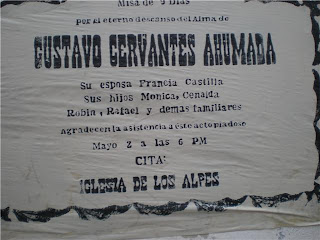 Misa de 9 Dias
por El eterno descanso del Alma de
GUSTAVO CERVANTES AHUMADA
Su esposa Francia Castilla
Sus hijos Monica, Cenaida
Robin, Rafael y demas familiares
agradecen la asistencia a este acto piadoso
Mayo 2 a las 6 PM
CITA:
IGLESIA DE LOS ALPES